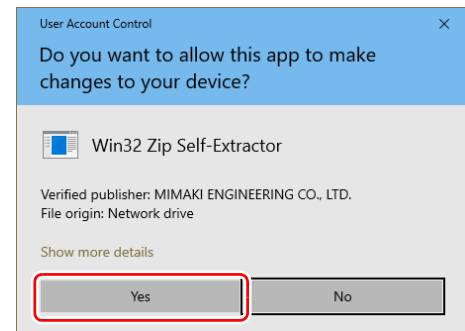 User Account Control
Do you want to allow this app to make
changes to your device?
Win32 Zip Self-Extractor
Verified publisher: MIMAKI ENGINEERING CO., LTD.
File origin: Network drive
Show more details
Yes
No